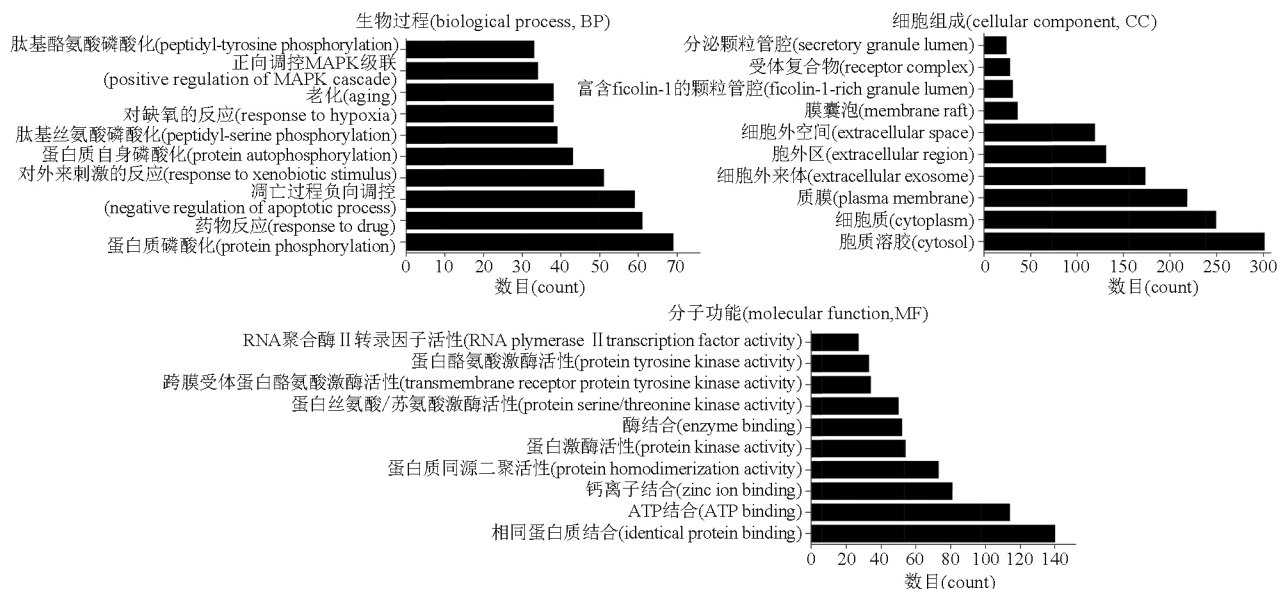 生物过程(biological process, BP)
肽基酪氨酸磷酸化(peptidyl-tyrosine phosphorylation)
正向调控MAPK级联
(positive regulation of MAPK cascade)
老化(aging)
对缺氧的反应(response to hypoxia)
肽基丝氨酸磷酸化(peptidyl-serine phosphorylation)
蛋白质自身磷酸化(protein autophosphorylation)
对外来刺激的反应(response to xenobiotic stimulus)
凋亡过程负向调控
(negative regulation of apoptotic process)
药物反应(response to drug)
蛋白质磷酸化(protein phosphorylation)
0 10 20 30 40 50 60 70
数目(count)
细胞组成(cellular component, CC)
分泌颗粒管腔(secretory granule lumen)
受体复合物(receptor complex)
富含ficolin-1的颗粒管腔(ficolin-1-rich granule lumen)
膜囊泡(membrane raft)
细胞外空间(extracellular space)
胞外区(extracellular region)
细胞外来体(extracellular exosome)
质膜(plasma membrane)
细胞质(cytoplasm)
胞质溶胶(cytosol)
0 50 100 150 200 250 300
数目(count)
分子功能(molecular function,MF)
RNA聚合酶Ⅱ转录因子活性(RNA plymerase Ⅱtranscription factor activity)
蛋白酪氨酸激酶活性(protein tyrosine kinase activity)
跨膜受体蛋白酪氨酸激酶活性(transmembrane receptor protein tyrosine kinase activity)
蛋白丝氨酸/苏氨酸激酶活性(protein serine/threonine kinase activity)
酶结合(enzyme binding)
蛋白激酶活性(protein kinase activity)
蛋白质同源二聚活性(protein homodimerization activity)
钙离子结合(zinc ion binding)
ATP结合(ATP binding)
相同蛋白质结合(identical protein binding)
0 20 40 60 80 100 120 140
数目(count)